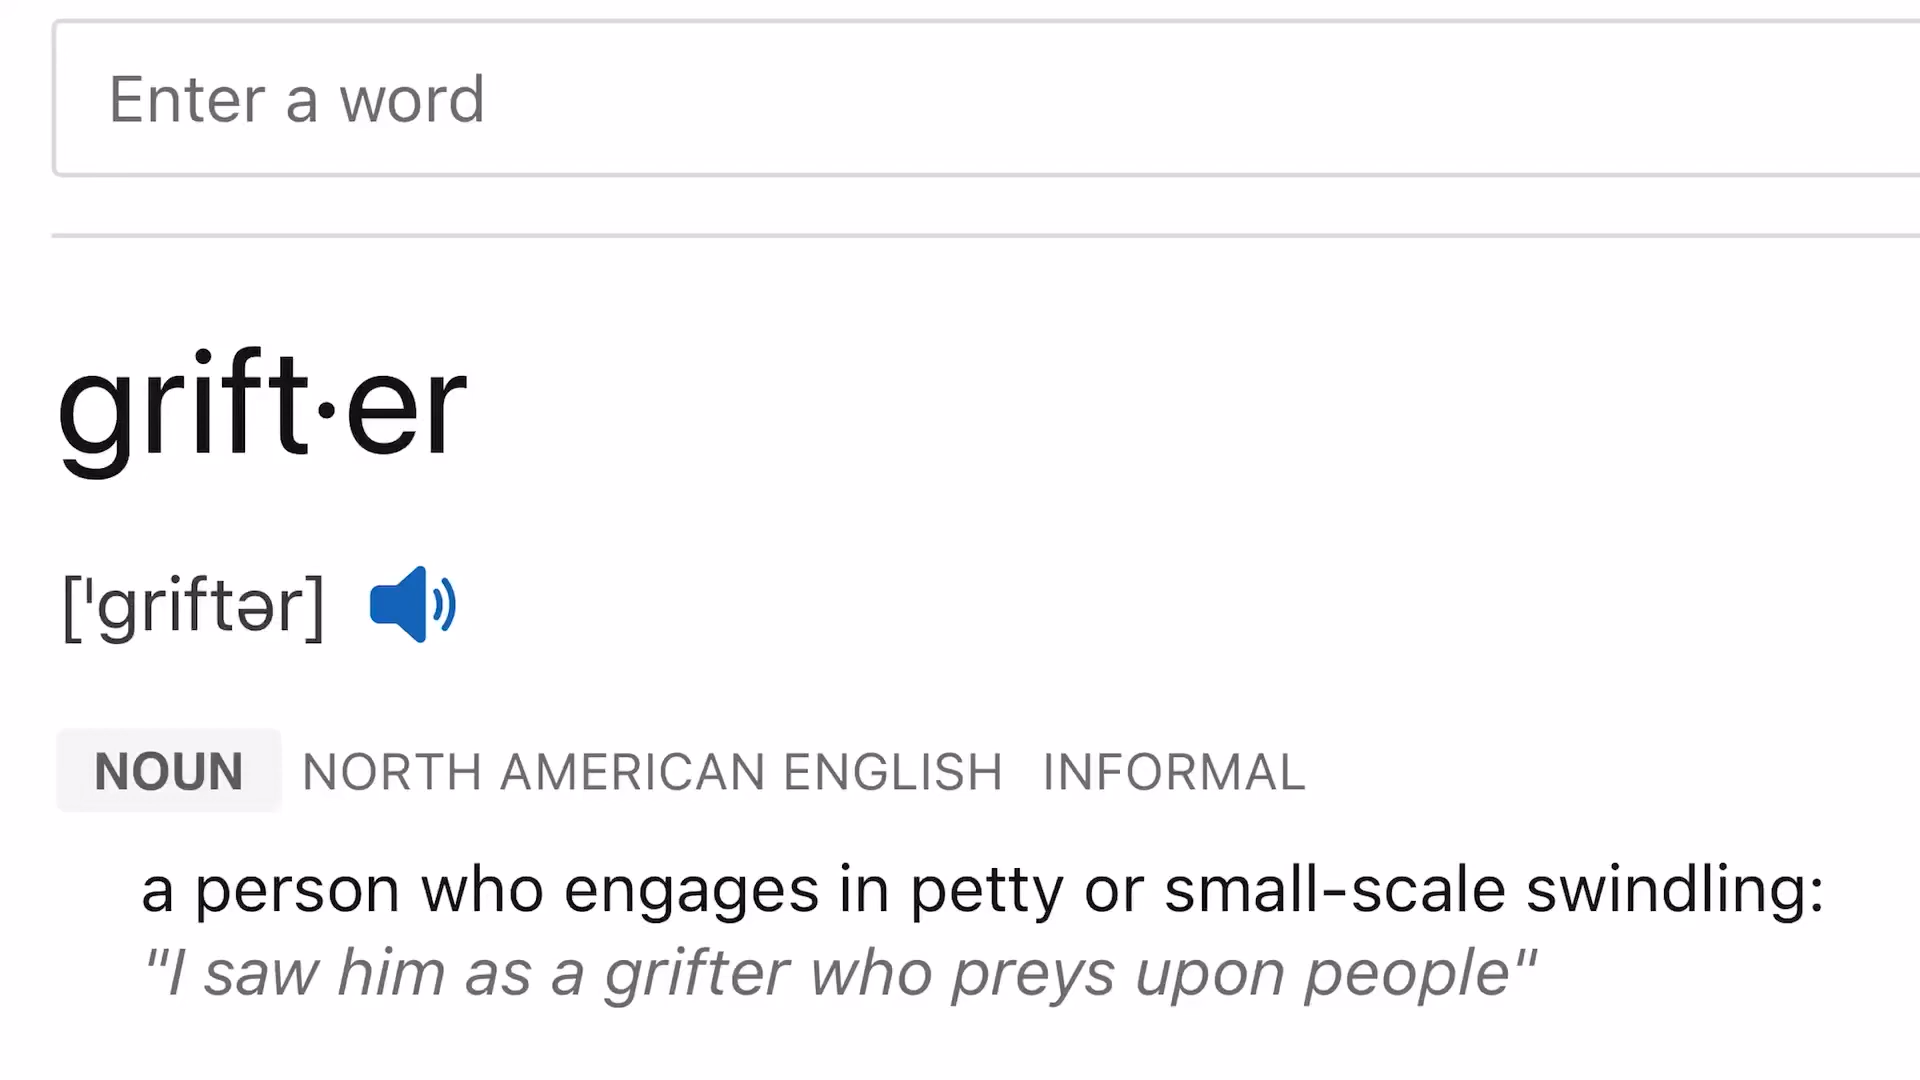 Enter a word
grift·er
['griftər]
NOUN NORTH AMERICAN ENGLISH INFORMAL
a person who engages in petty or small-scale swindling:
"I saw him as a grifter who preys upon people"